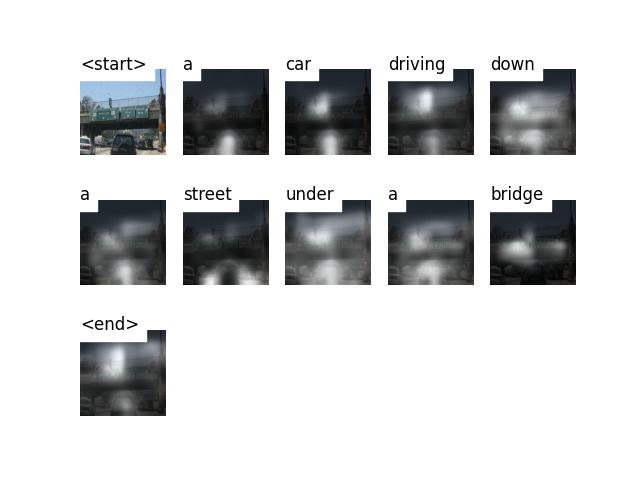 <start> a car driving down
a street under a bridge
<end>